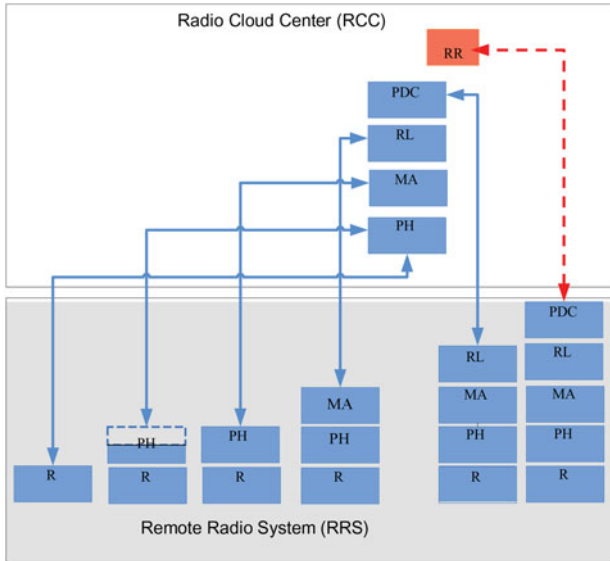 Radio Cloud Center (RCC)
RR
PDC
RL
MA
PH
PDC
RL
RL
MA
MA
MA
PH
PH
PH
PH
PH
R
R
R
R
R
R
Remote Radio System (RRS)